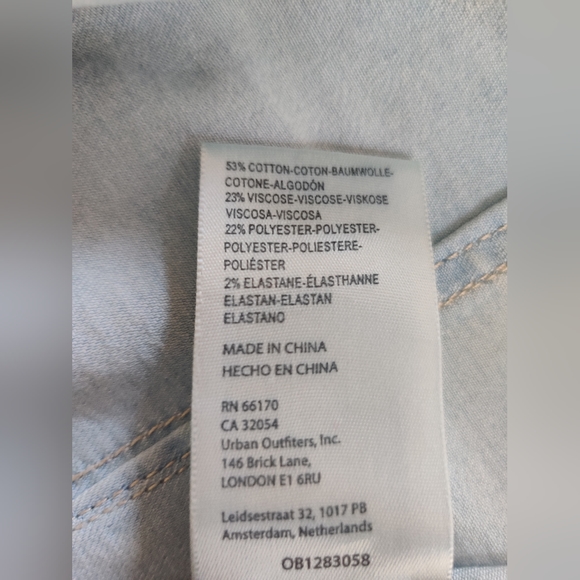 53% COTTON-COTON-BAUMWOLLE-
COTONE-ALGODÓN
23% VISCOSE-VISCOSE-VISKOSE
VISCOSA-VISCOSA
22% POLYESTER-POLYESTER-
POLYESTER-POLIESTERE-
POLIÉSTER
2% ELASTANE-ÉLASTHANNE
ELASTAN-ELASTAN
ELASTANO
MADE IN CHINA
HECHO EN CHINA
RN 66170
CA 32054
Urban Outfiters, Inc.
146 Brick Lane,
LONDON E1 6RU
Leidsestraat 32, 1017 PB
Amsterdam, Netherlands
OB1283058